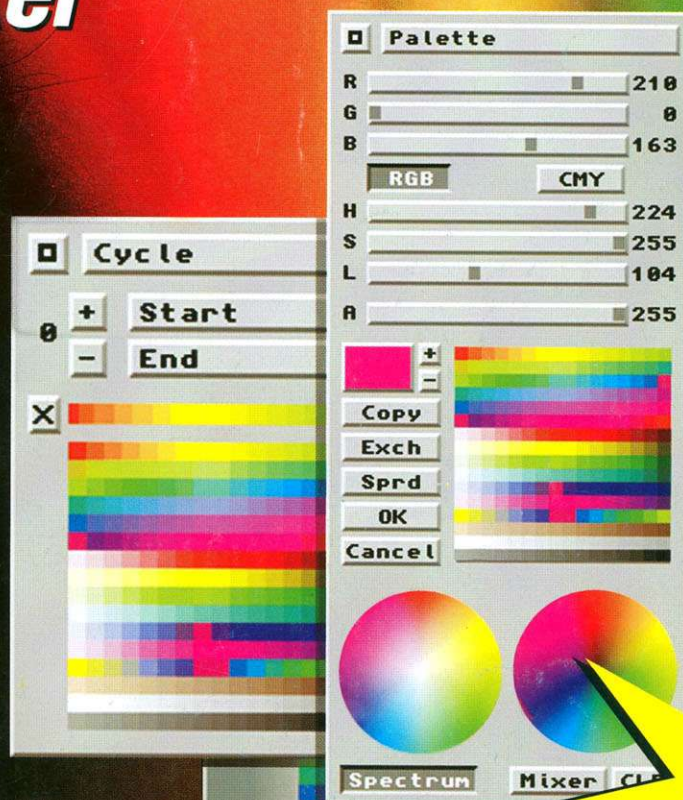 er
Palette
R 210
G 0
B 163
RGB CMY
H 224
S 255
L 104
A 255
Cycle
0
+ Start
- End
X
+
-
Copy
Exch
Sprd
OK
Cancel
Spectrum Mixer